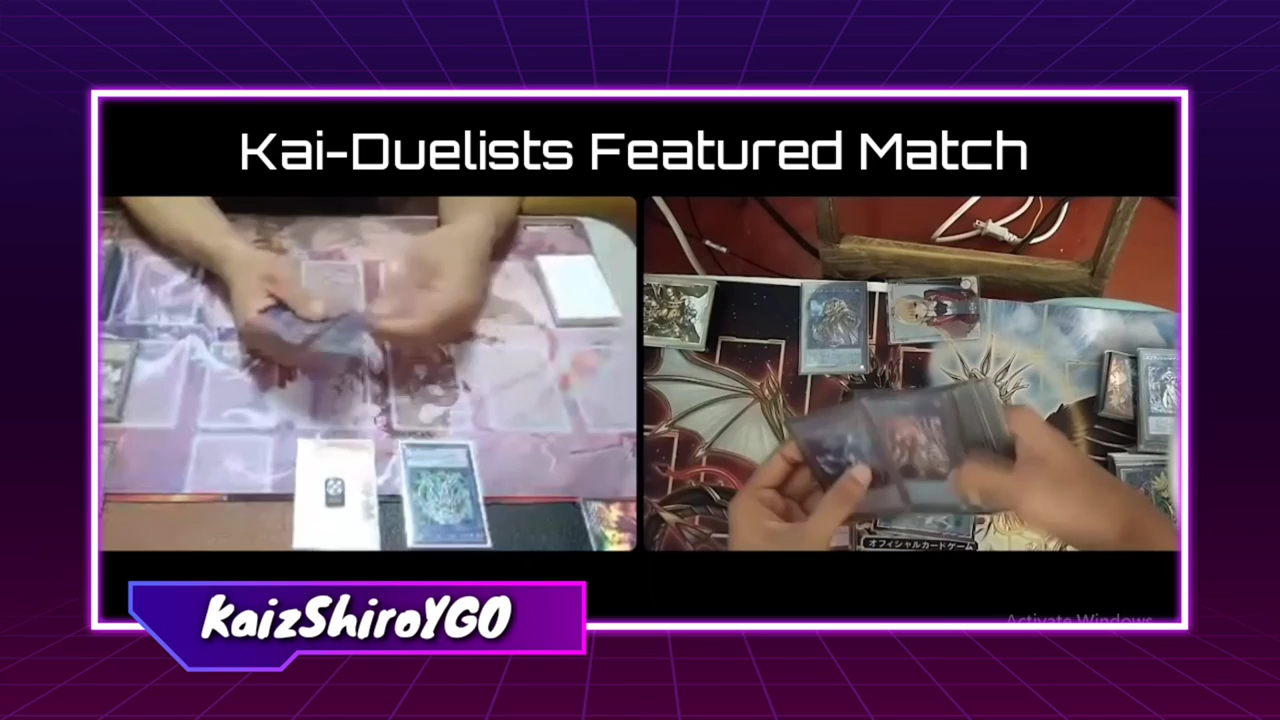 Kai-Duelists Featured Match
オフィシャルカードゲーム
KaizShiroYGO
Activate Windows